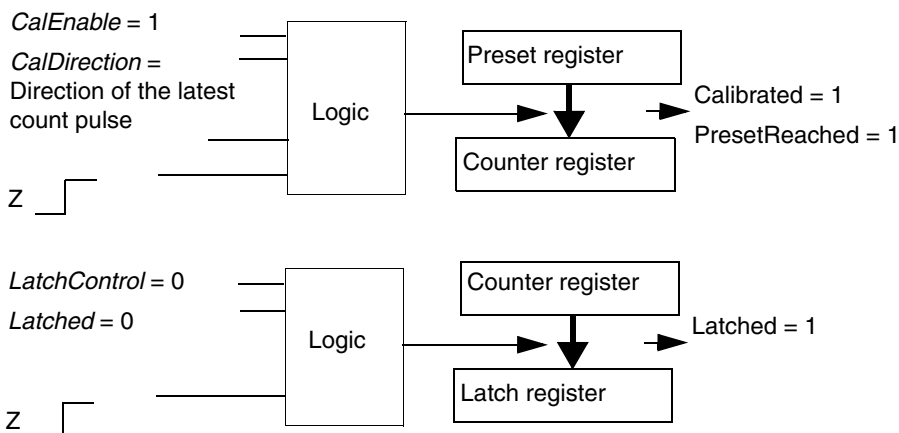 CalEnable = 1
CalDirection =
Direction of the latest
count pulse
Z
Logic
Preset register
Counter register
Calibrated = 1
PresetReached = 1
LatchControl = 0
Latched = 0
Z
Logic
Counter register
Latch register
Latched = 1